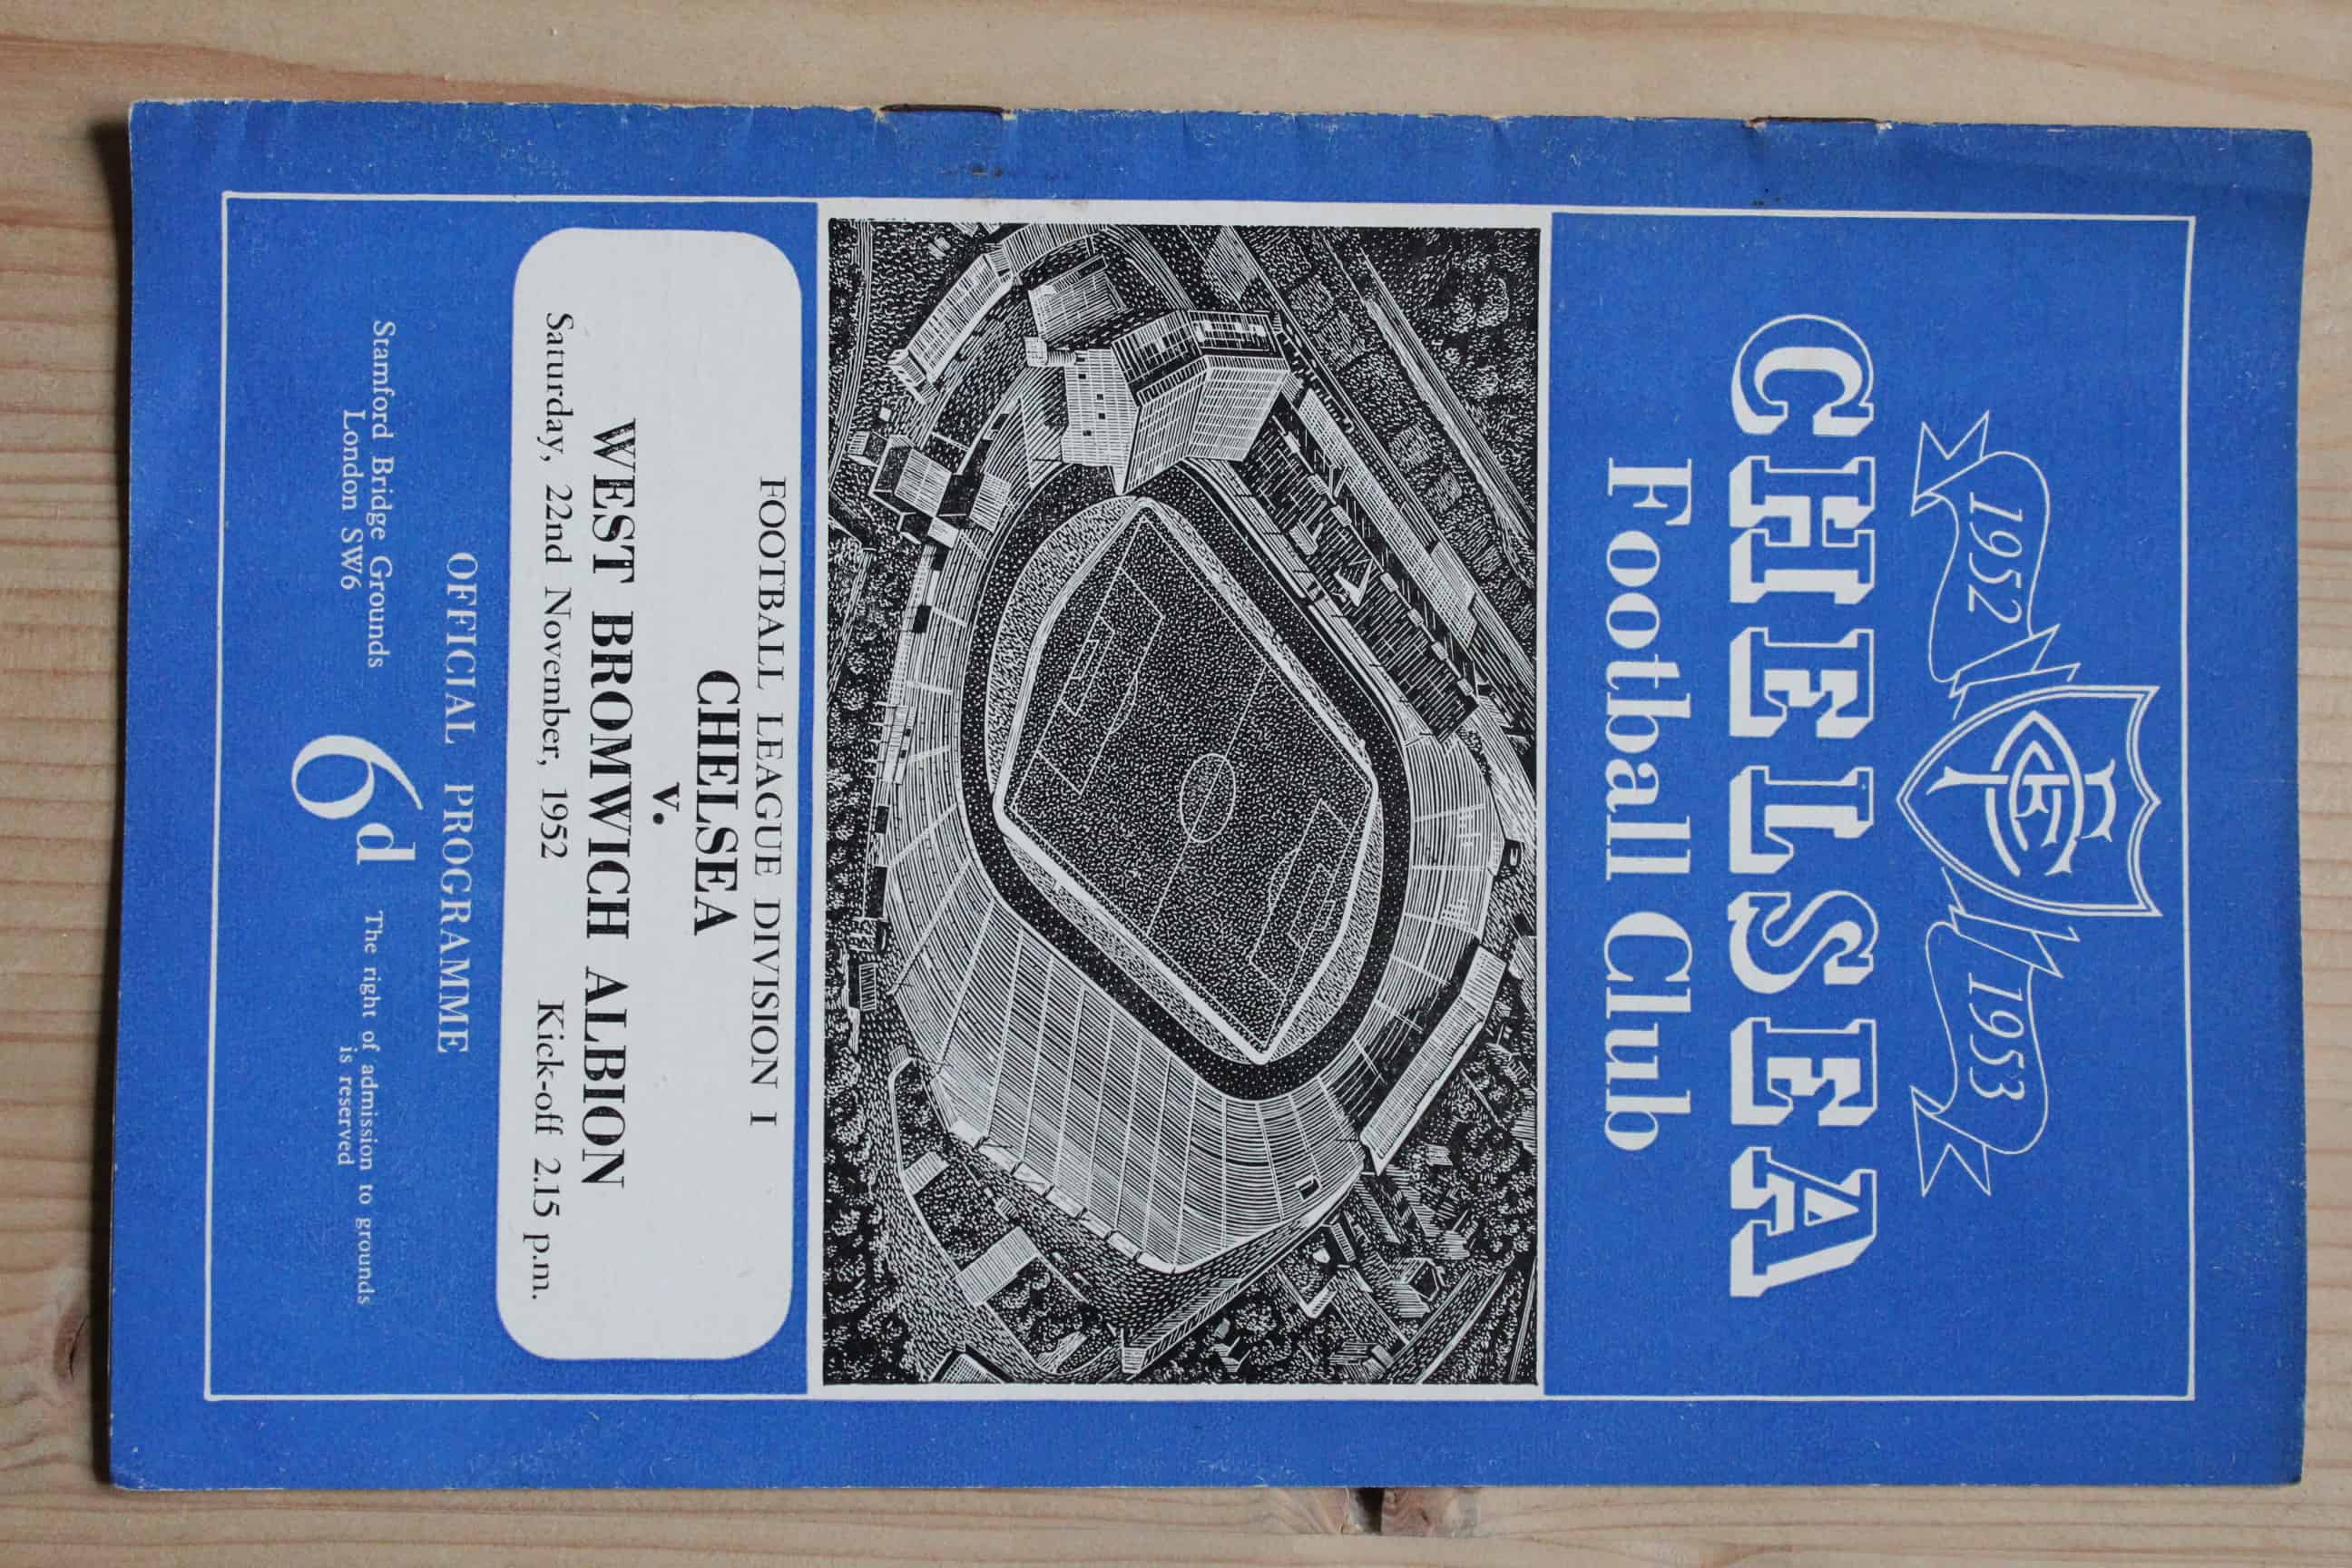 1952 CFC 1953
CHELSEA
Football Club
FOOTBALL LEAGUE DIVISION I
CHELSEA
v.
WEST BROMWICH ALBION
Saturday, 22nd November, 1952 Kick-off 2.15 p.m.
OFFICIAL PROGRAMME
Stamford Bridge Grounds
London SW6
6d
The right of admission to grounds
is reserved